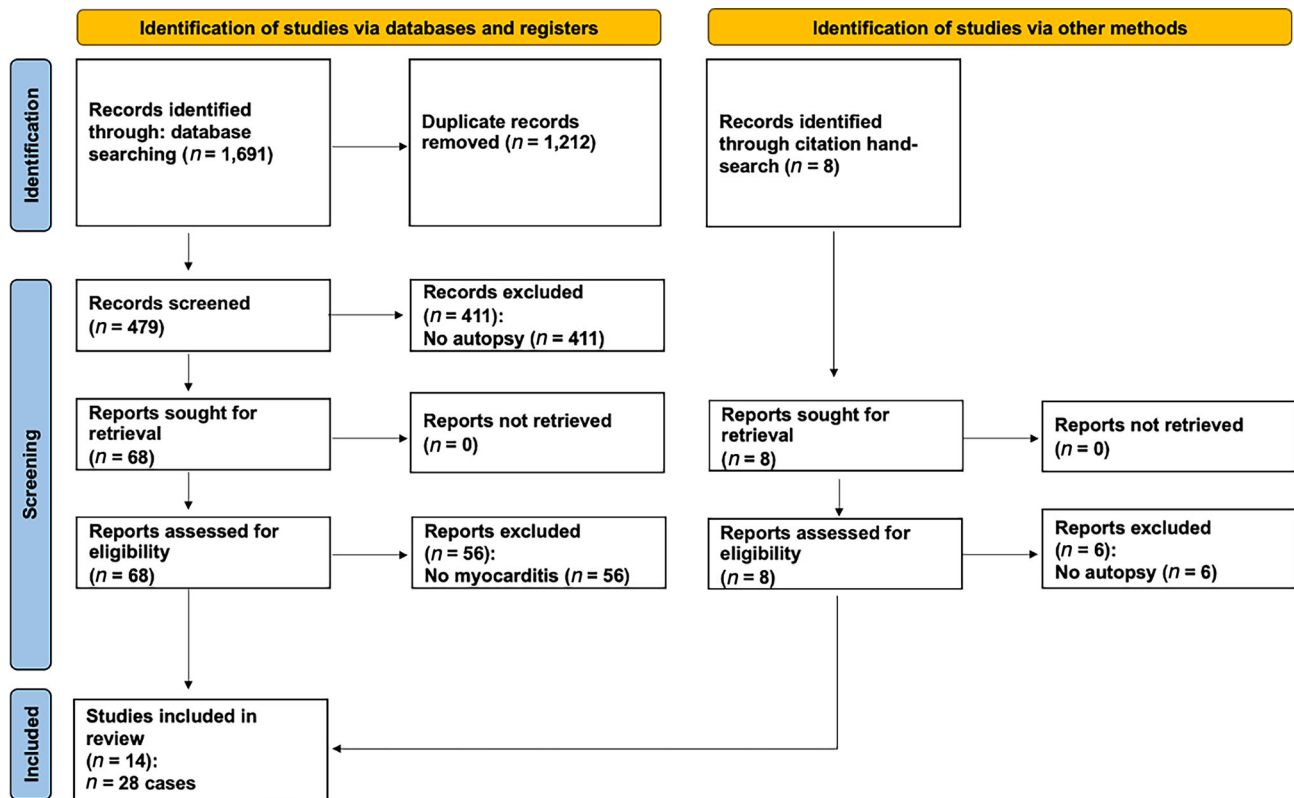 Identification of studies via databases and registers
Identification of studies via other methods
Identification
Records identified
through: database
searching (n = 1,691)
Duplicate records
removed (n = 1,212)
Records identified
through citation hand-
search (n = 8)
Screening
Records screened
(n = 479)
Records excluded
(n = 411):
No autopsy (n = 411)
Reports sought for
retrieval
(n = 68)
Reports not retrieved
(n = 0)
Reports sought for
retrieval
(n = 8)
Reports not retrieved
(n = 0)
Reports assessed for
eligibility
(n = 68)
Reports excluded
(n = 56):
No myocarditis (n = 56)
Reports assessed for
eligibility
(n = 8)
Reports excluded
(n = 6):
No autopsy (n = 6)
Included
Studies included in
review
(n = 14):
n = 28 cases